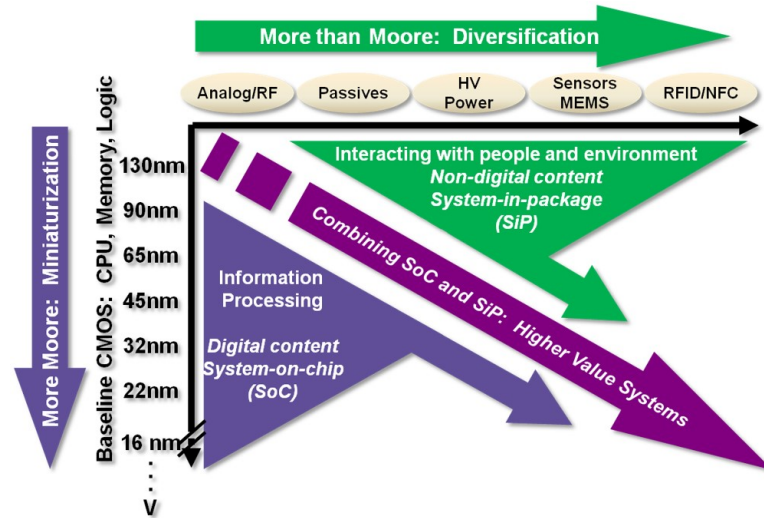 More than Moore: Diversification
Analog/RF
Passives
HV
Power
Sensors
MEMS
RFID/NFC
More Moore: Miniaturization
Baseline CMOS: CPU, Memory, Logic
130nm
90nm
65nm
45nm
32nm
22nm
16 nm
V
Interacting with people and environment
Non-digital content
System-in-package
(SiP)
Combining SoC and SiP: Higher Value Systems
Information
Processing
Digital content
System-on-chip
(SoC)